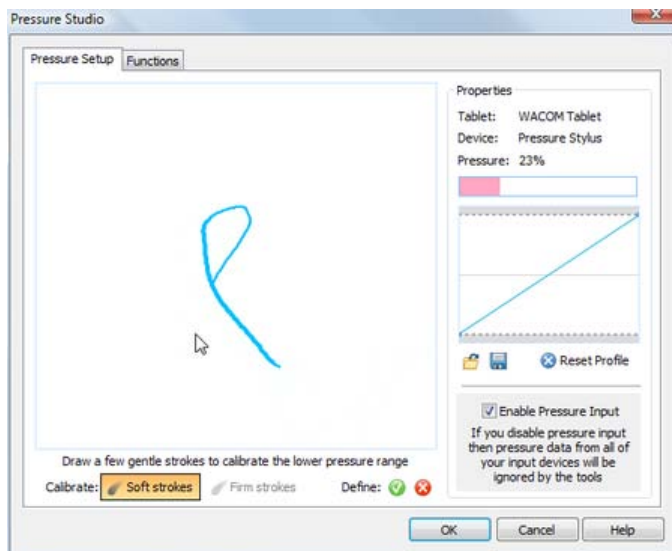 Pressure Studio
Pressure Setup
Functions
Draw a few gentle strokes to calibrate the lower pressure range
Calibrate: Soft strokes Firm strokes Define:
Properties
Tablet: WACOM Tablet
Device: Pressure Stylus
Pressure: 23%
Reset Profile
Enable Pressure Input
If you disable pressure input
then pressure data from all of
your input devices will be
ignored by the tools
OK Cancel Help